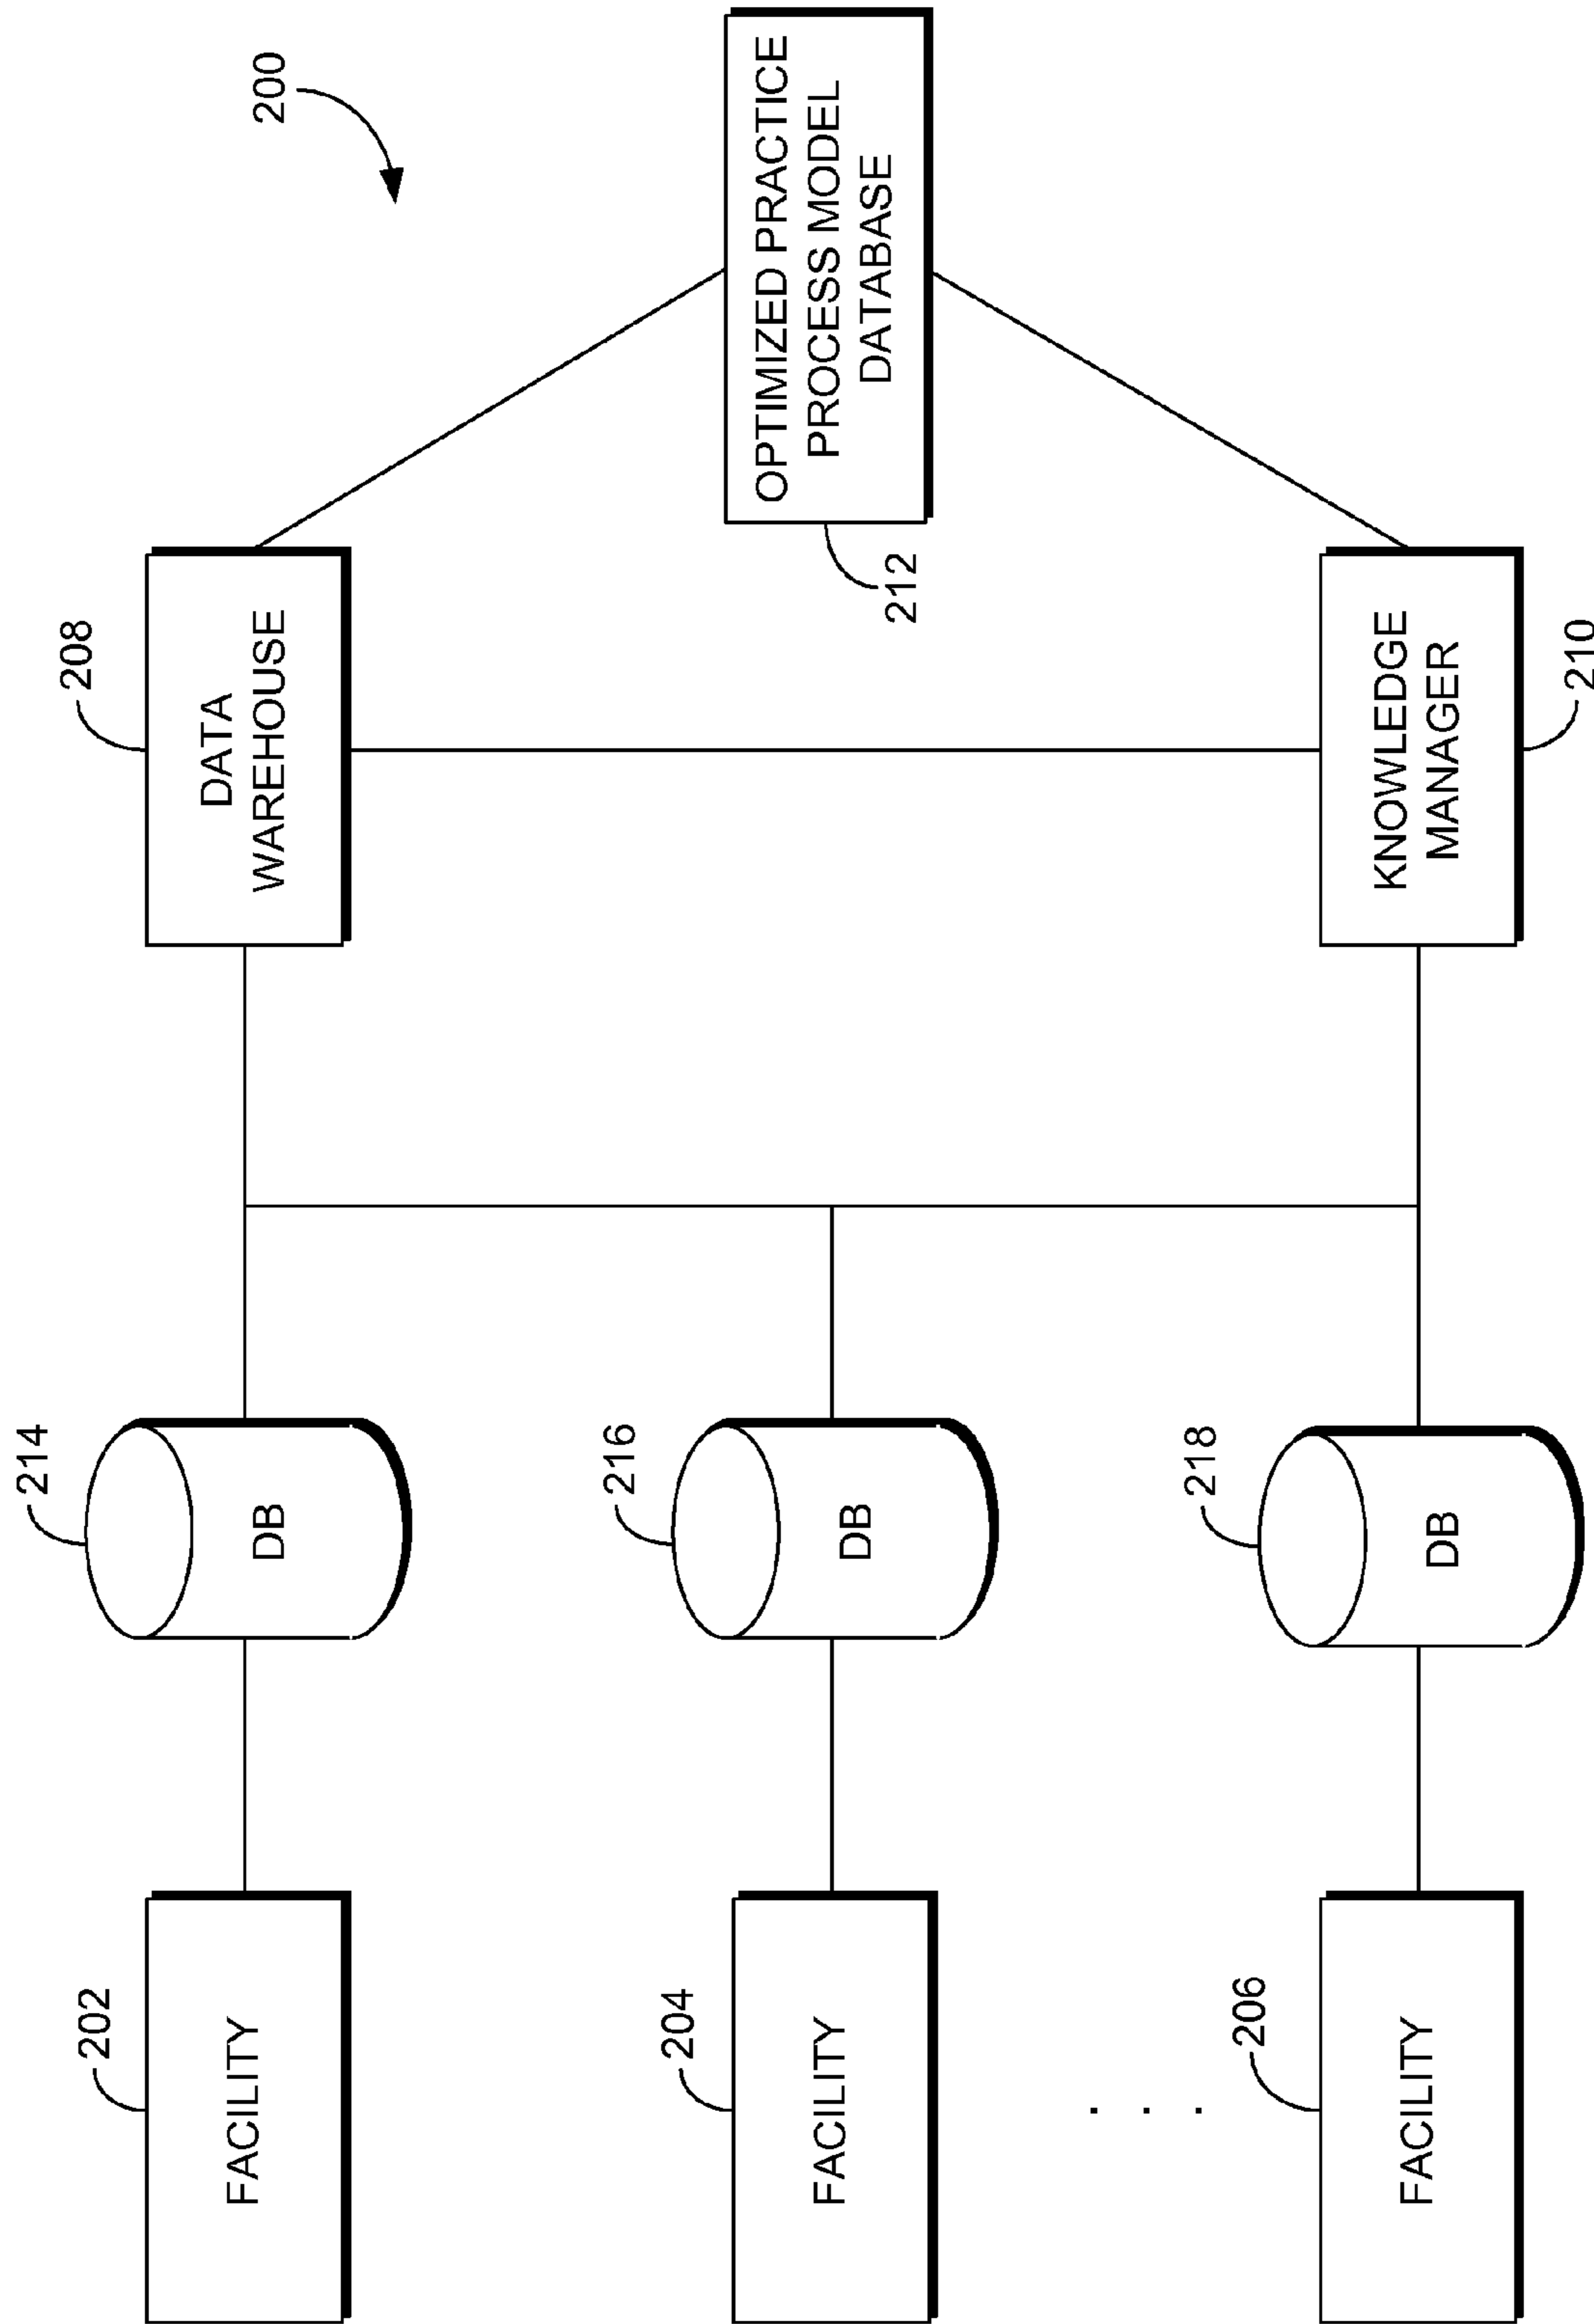 200
208
DATA
WAREHOUSE
OPTIMIZED PRACTICE
PROCESS MODEL
DATABASE
212
KNOWLEDGE
MANAGER
210
214
DB
216
DB
218
DB
202
FACILITY
204
FACILITY
. . .
206
FACILITY